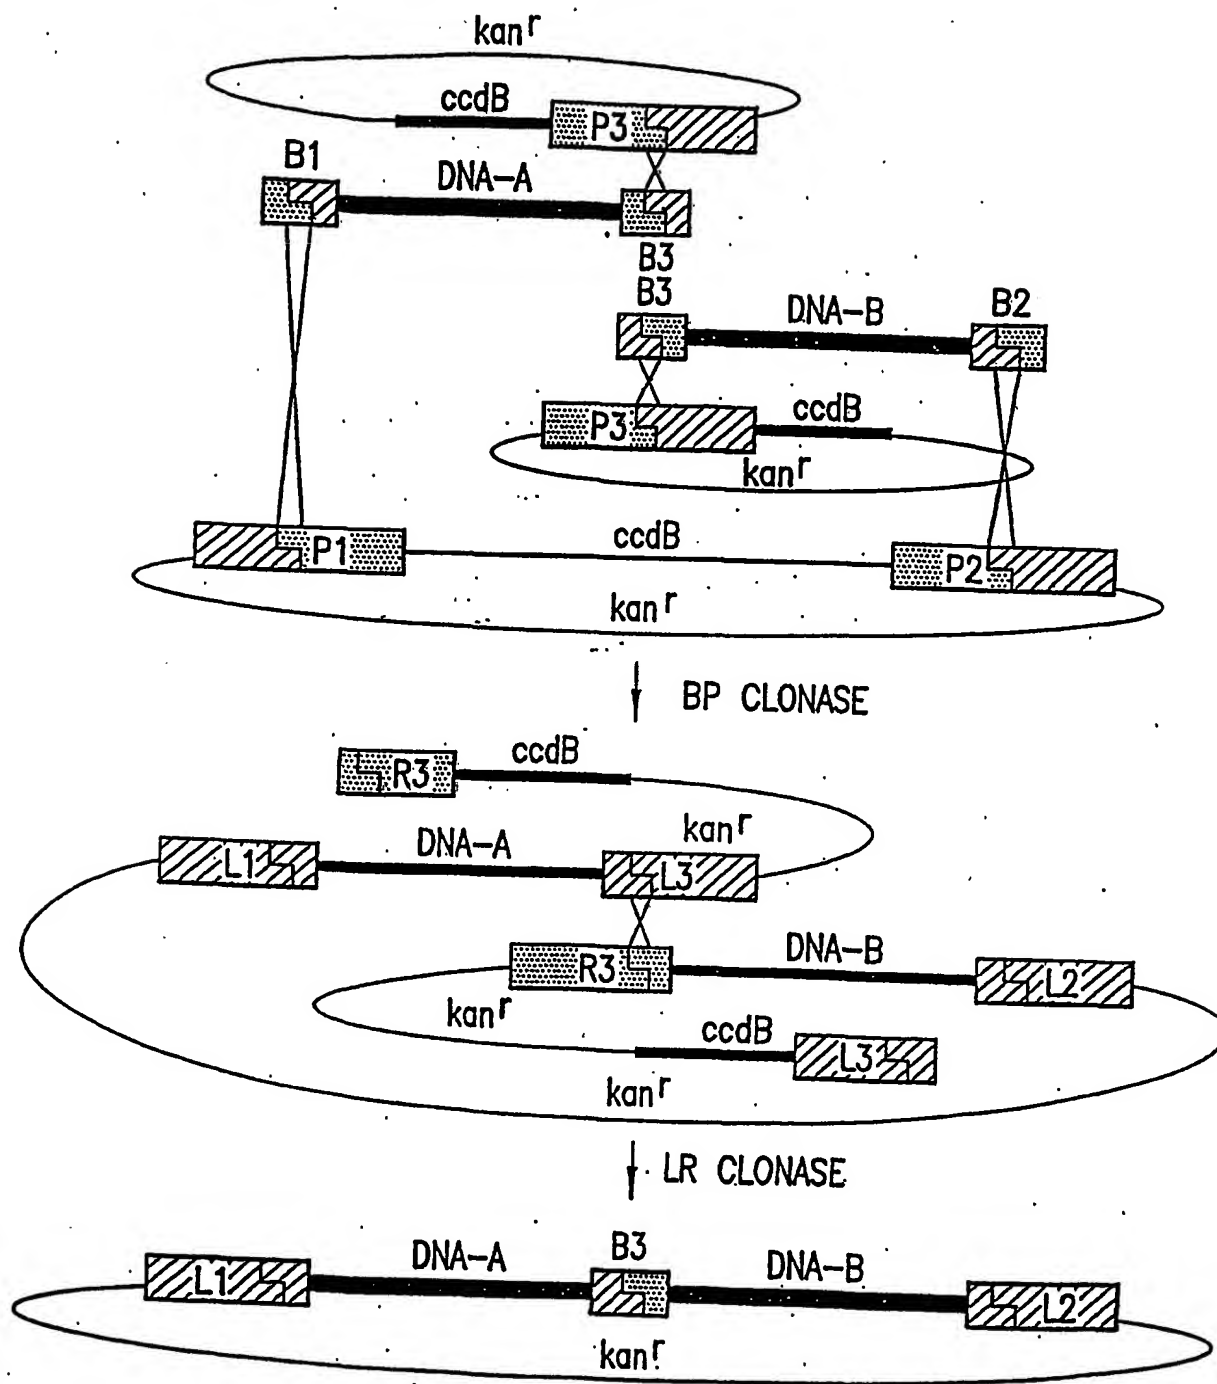 kanʳ
ccdB
P3
B1
DNA-A
B3
B3
DNA-B
B2
P3
ccdB
kanʳ
P1
ccdB
P2
kanʳ
BP CLONASE
R3
ccdB
kanʳ
L1
DNA-A
L3
R3
DNA-B
L2
kanʳ
ccdB
L3
kanʳ
LR CLONASE
L1
DNA-A
B3
DNA-B
L2
kanʳ